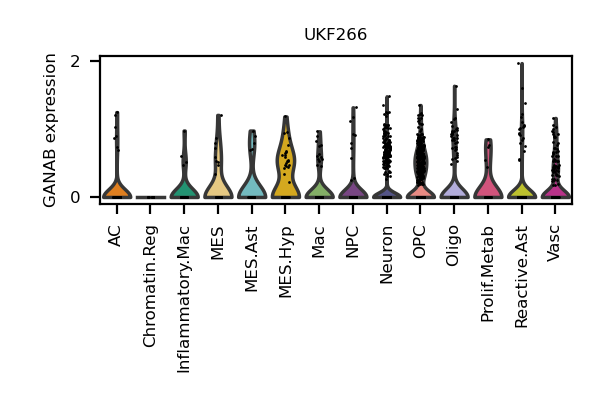 UKF266
GANAB expression
2
0
AC
Chromatin.Reg
Inflammatory.Mac
MES
MES.Ast
MES.Hyp
Mac
NPC
Neuron
OPC
Oligo
Prolif.Metab
Reactive.Ast
Vasc